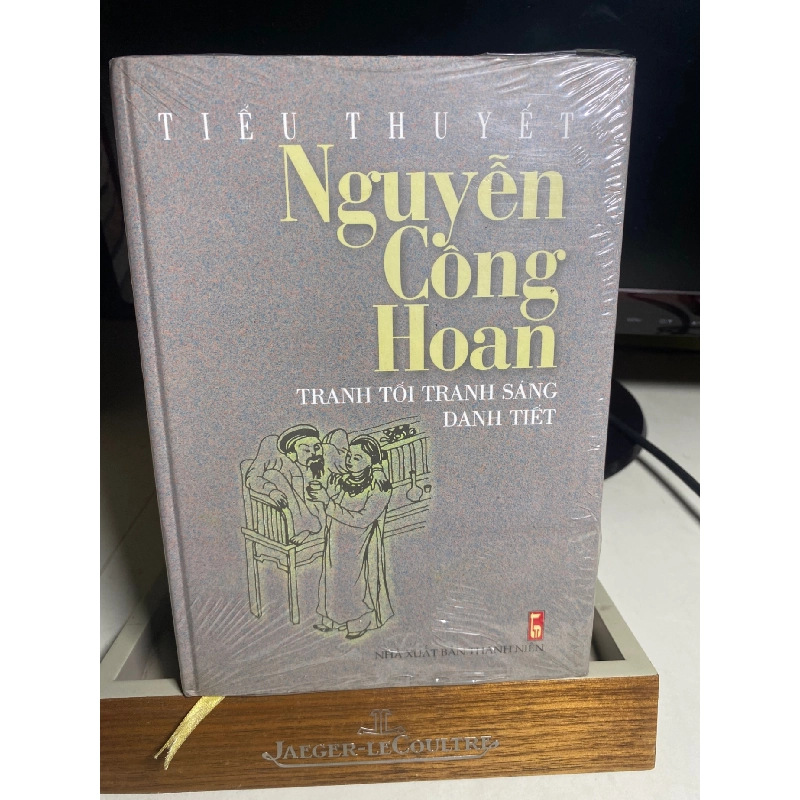 TIỂU THUYẾT
Nguyễn
Công
Hoan
TRANH TỐI TRANH SÁNG
DANH TIẾT
NHÀ XUẤT BẢN THANH NIÊN
JAEGER-LECOULTRE